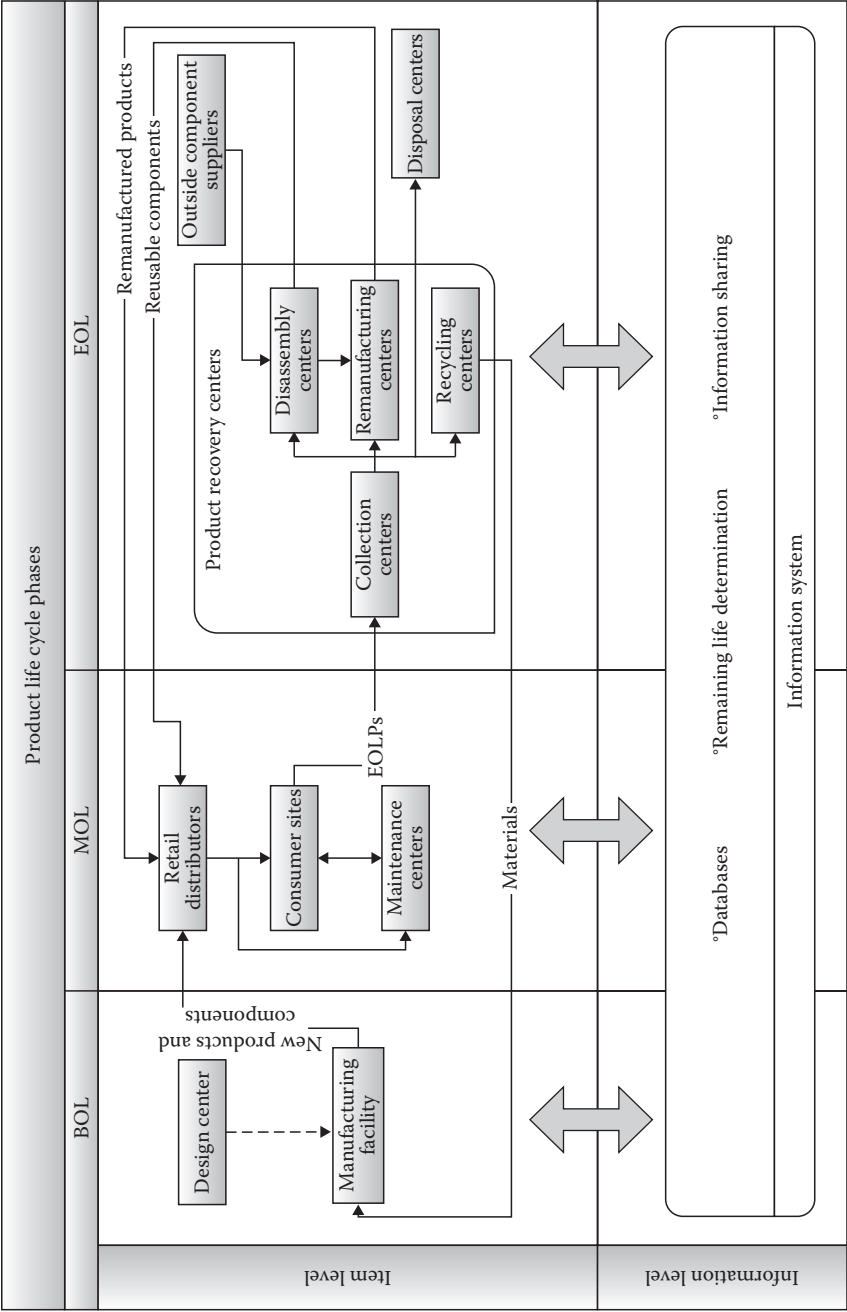 Product life cycle phases
BOL
MOL
EOL
Item level
Design center
Manufacturing
facility
New products and
components
Retail
distributors
Consumer sites
Maintenance
centers
EOLPs
Materials
Remanufactured products
Reusable components
Outside component
suppliers
Product recovery centers
Collection
centers
Disassembly
centers
Remanufacturing
centers
Recycling
centers
Disposal centers
Information level
°Databases
°Remaining life determination
°Information sharing
Information system